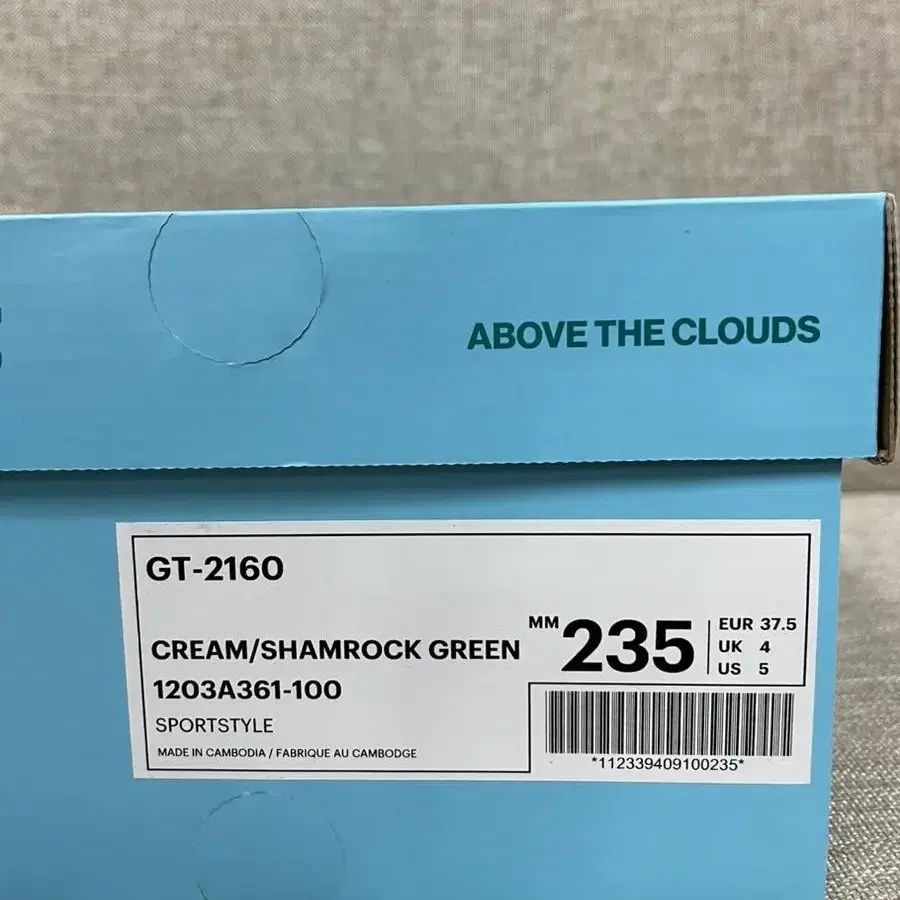 ABOVE THE CLOUDS
GT-2160
CREAM/SHAMROCK GREEN
1203A361-100
SPORTSTYLE
MADE IN CAMBODIA / FABRIQUE AU CAMBODGE
MM 235
EUR 37.5
UK 4
US 5
*112339409100235*